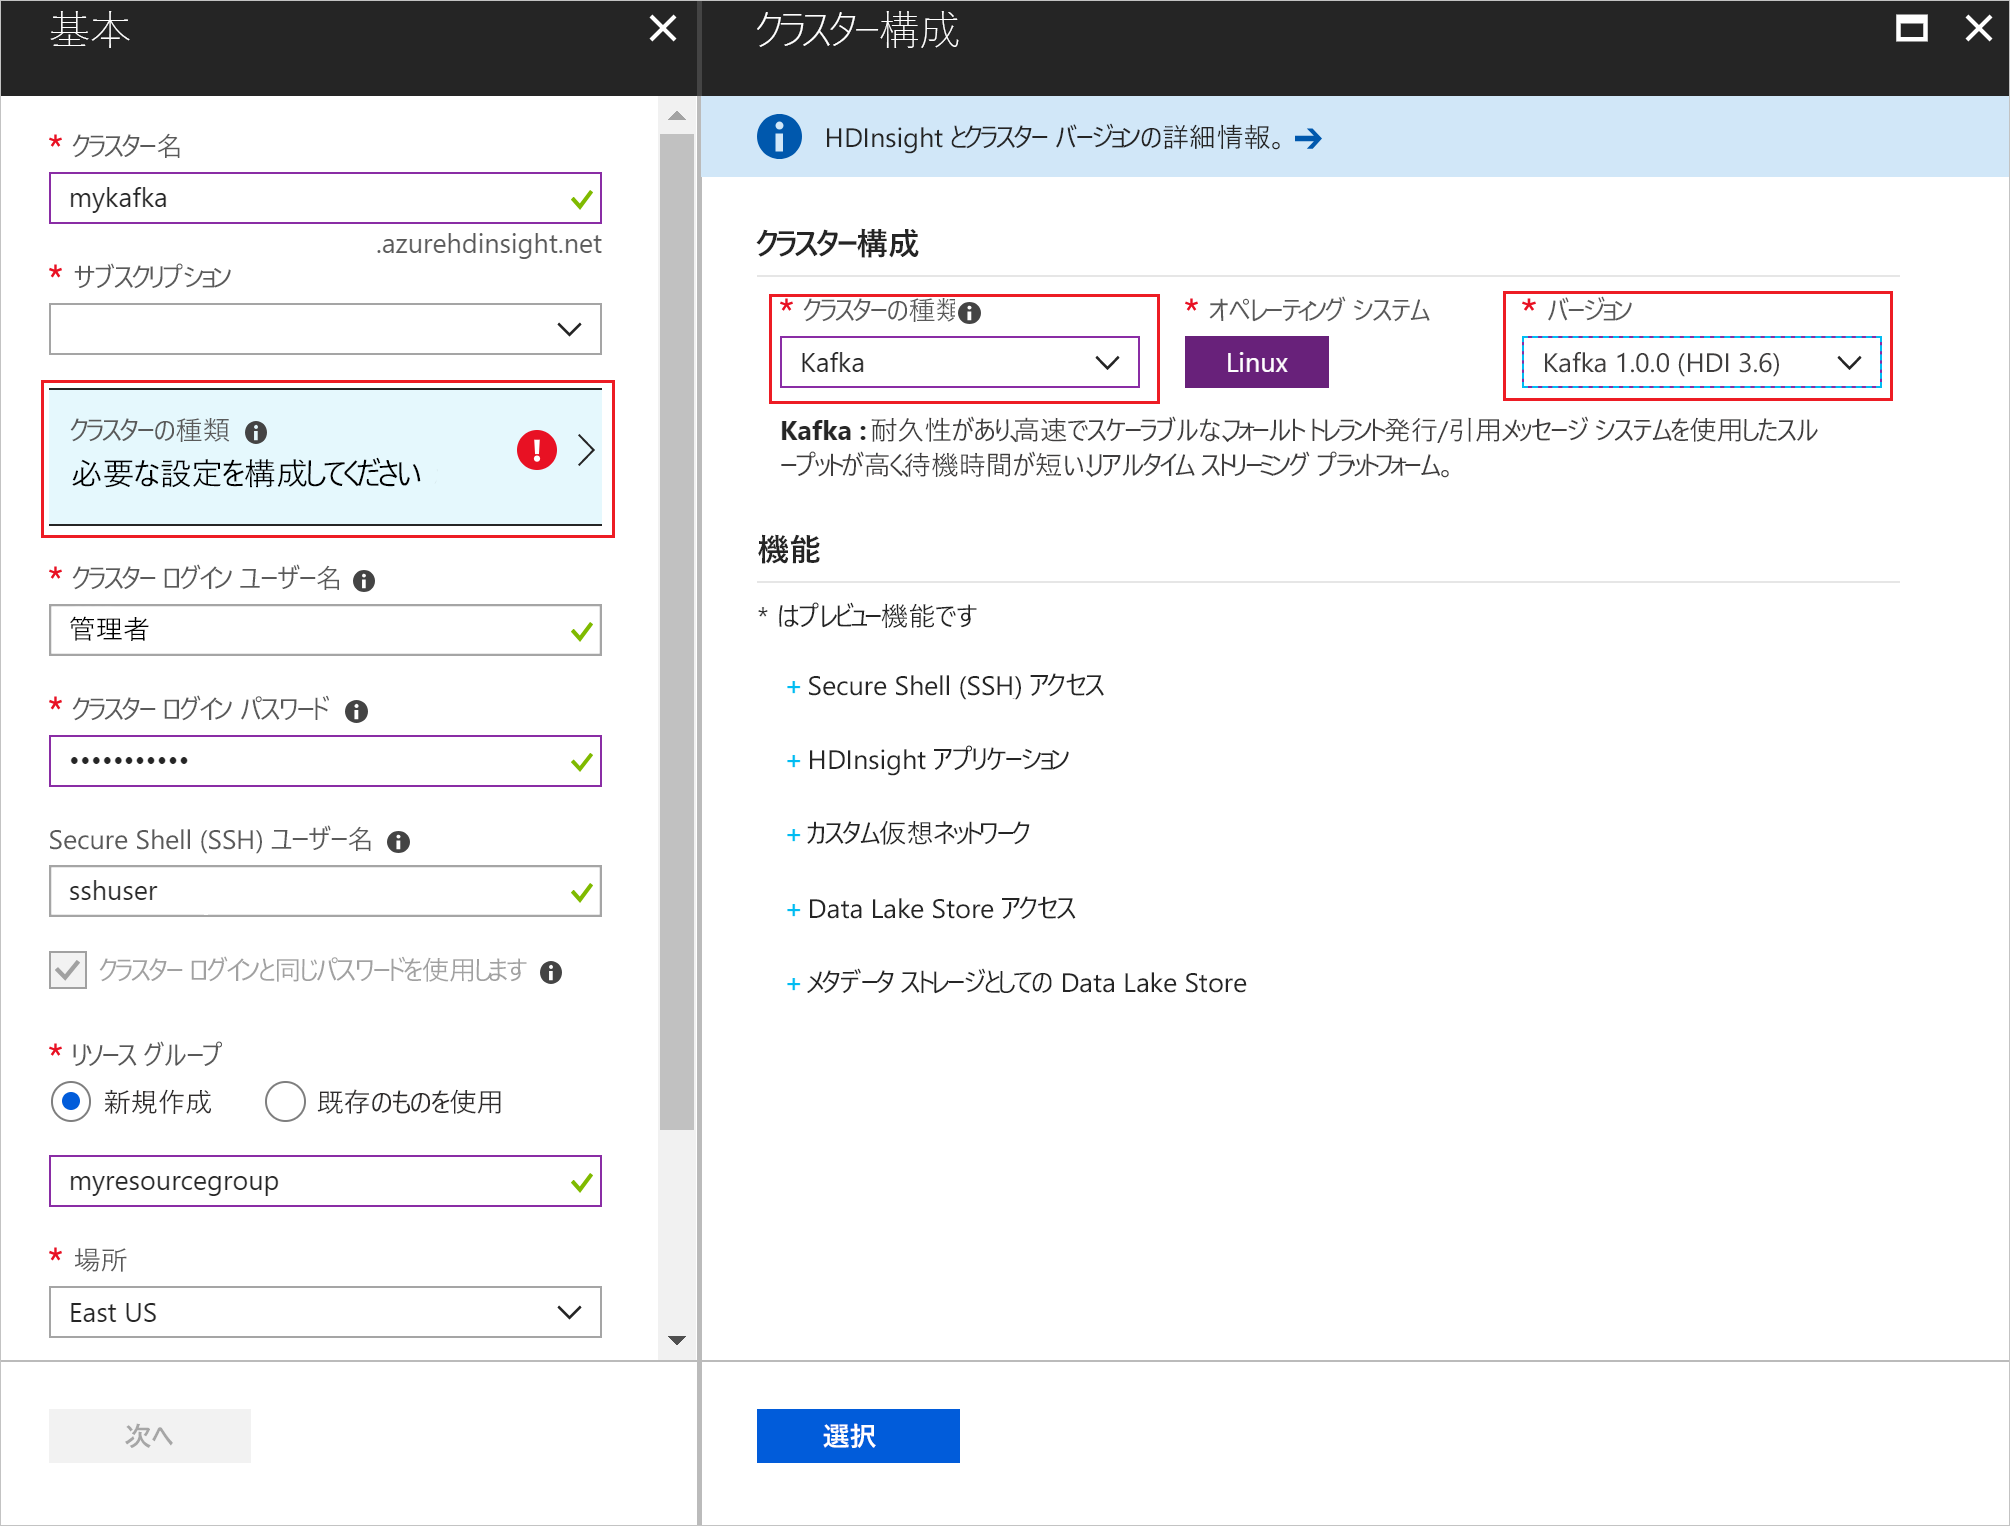 基本
* クラスター名
mykafka
.azurehdinsight.net
* サブスクリプション
クラスターの種類
必要な設定を構成してください
* クラスター ログイン ユーザー名
管理者
* クラスター ログイン パスワード
•••••••••••
Secure Shell (SSH) ユーザー名
sshuser
クラスター ログインと同じパスワードを使用します
* リソース グループ
新規作成 既存のものを使用
myresourcegroup
* 場所
East US
次へ
クラスター構成
HDInsight とクラスター バージョンの詳細情報。→
クラスター構成
* クラスターの種類 * オペレーティング システム * バージョン
Kafka Linux Kafka 1.0.0 (HDI 3.6)
Kafka : 耐久性があり、高速でスケーラブルな、フォールト トレラント発行/引用メッセージ システムを使用したスル
ープットが高く、待機時間が短い、リアルタイム ストリーミング プラットフォーム。
機能
* はプレビュー機能です
+ Secure Shell (SSH) アクセス
+ HDInsight アプリケーション
+ カスタム仮想ネットワーク
+ Data Lake Store アクセス
+ メタデータ ストレージとしての Data Lake Store
選択